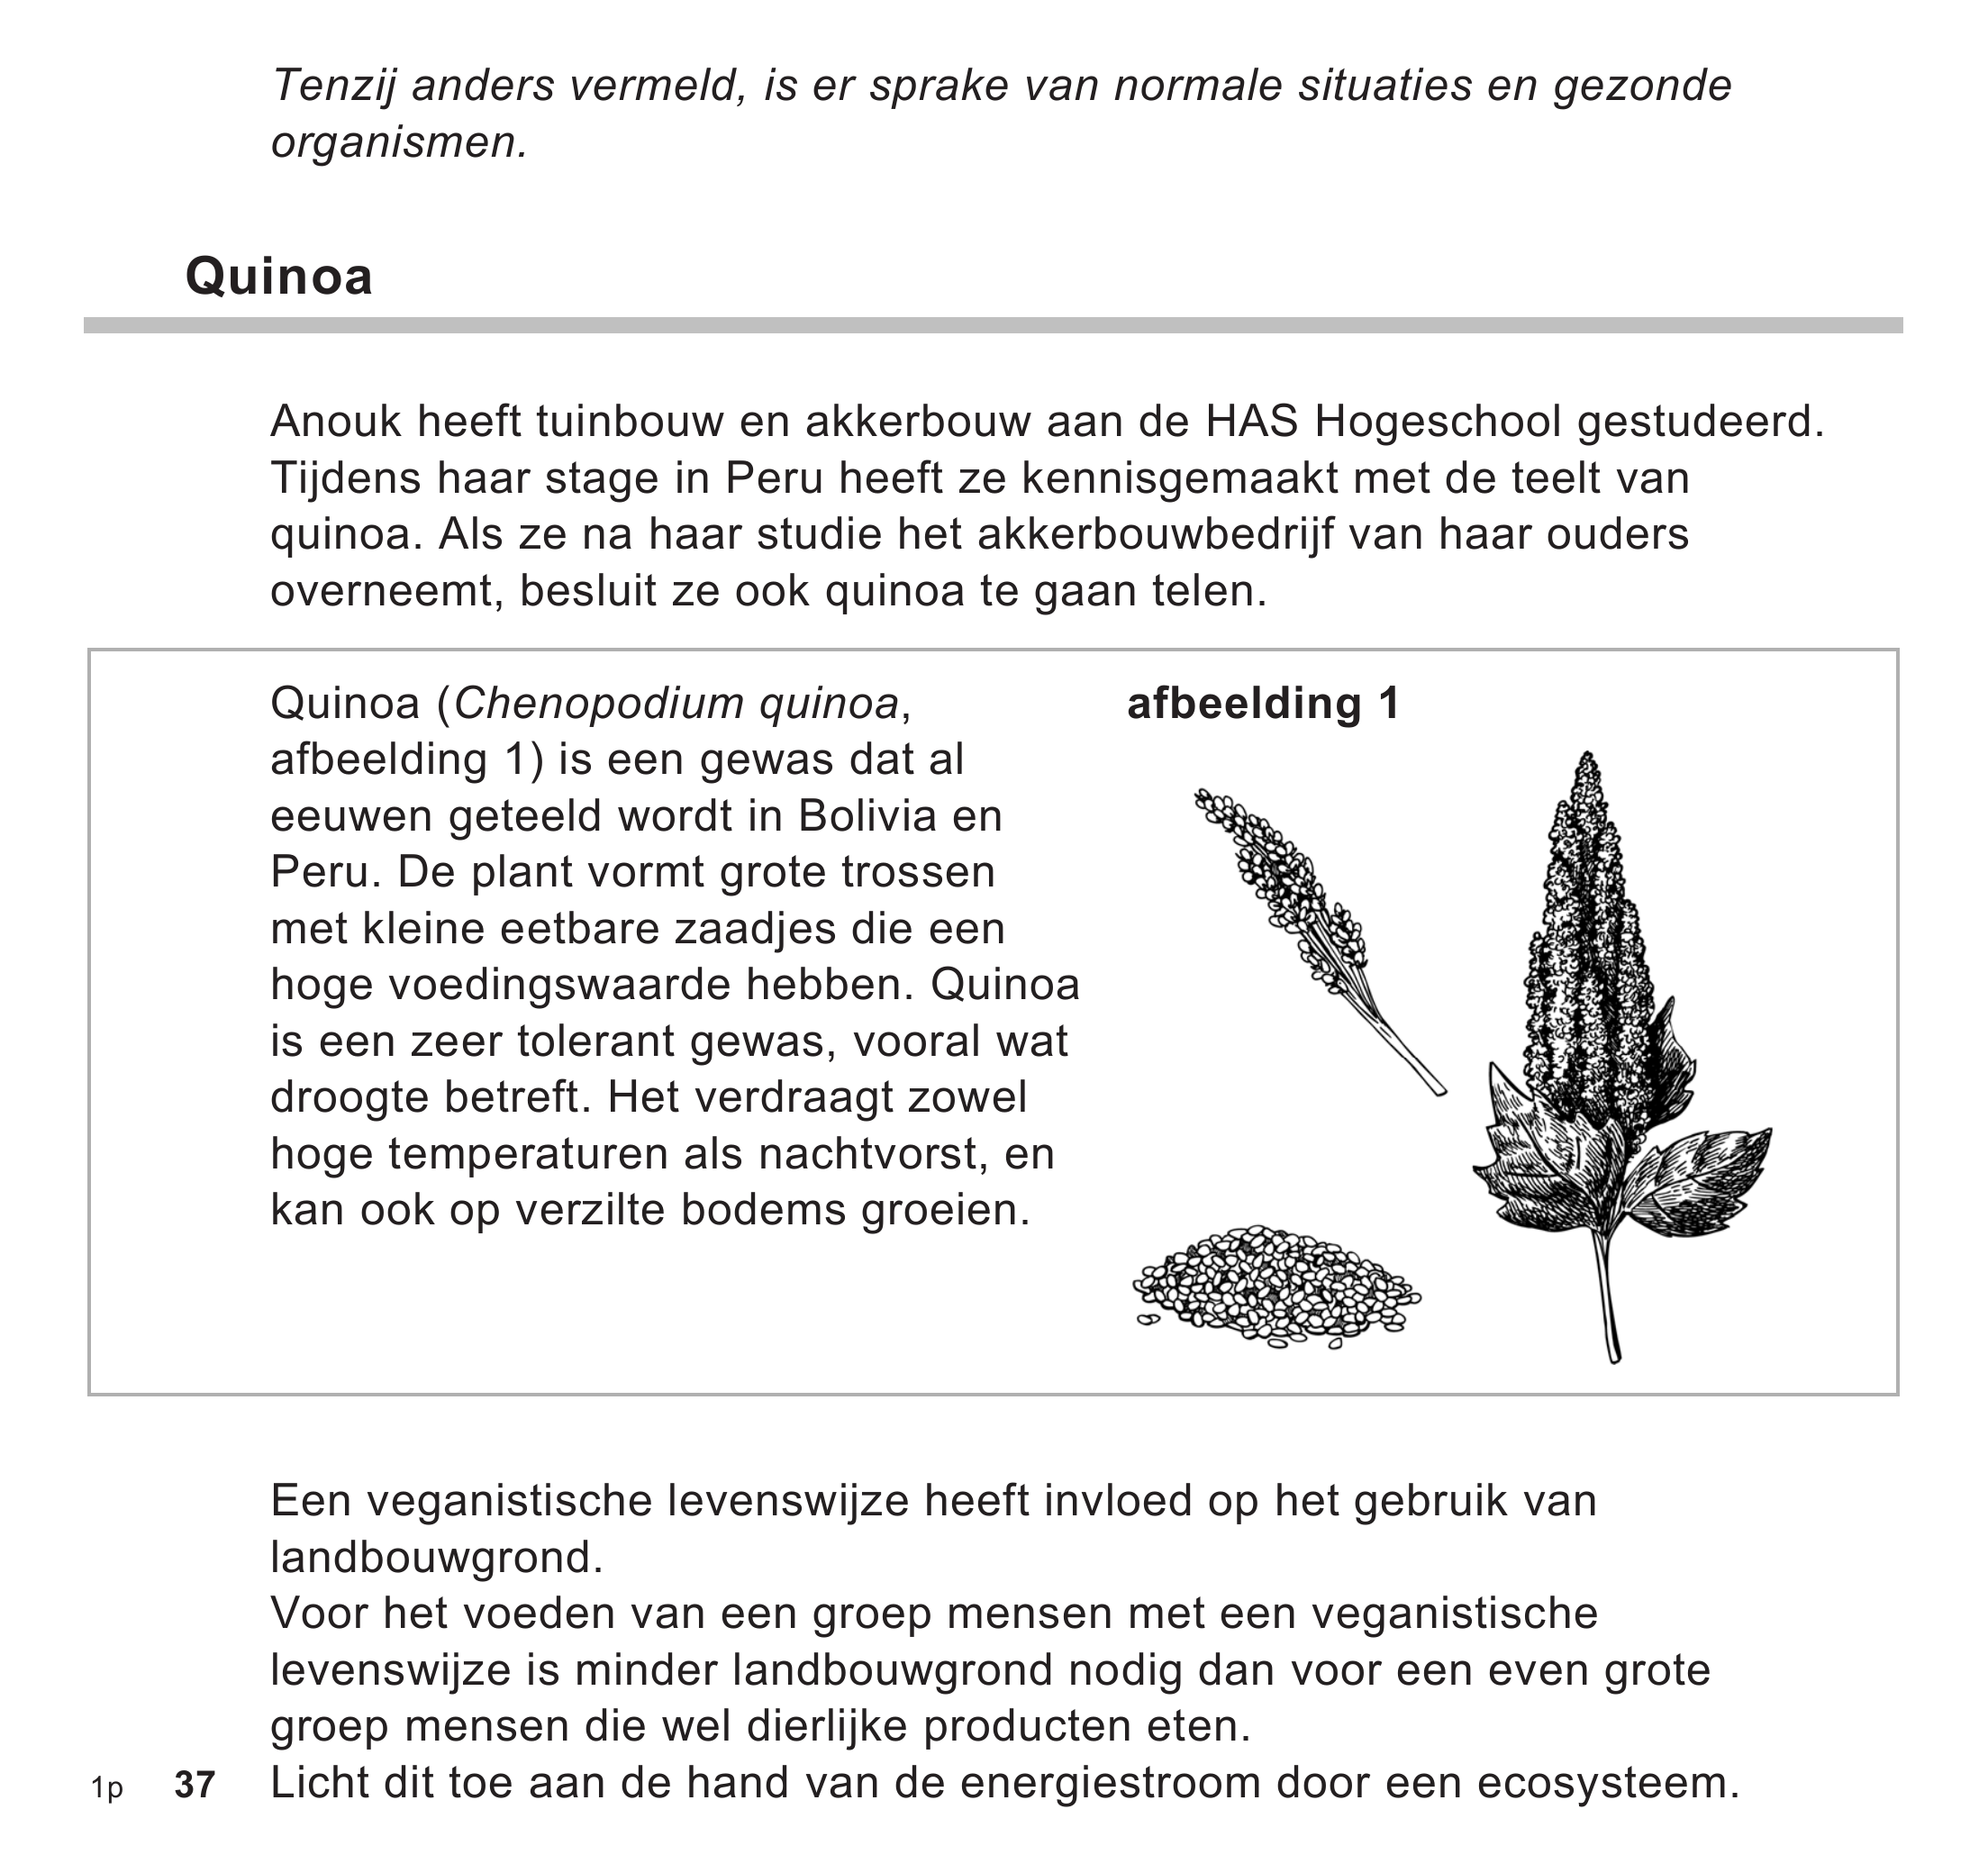 Tenzij anders vermeld, is er sprake van normale situaties en gezonde
organismen.
Quinoa
Anouk heeft tuinbouw en akkerbouw aan de HAS Hogeschool gestudeerd.
Tijdens haar stage in Peru heeft ze kennisgemaakt met de teelt van
quinoa. Als ze na haar studie het akkerbouwbedrijf van haar ouders
overneemt, besluit ze ook quinoa te gaan telen.
Quinoa (Chenopodium quinoa,
afbeelding 1) is een gewas dat al
eeuwen geteeld wordt in Bolivia en
Peru. De plant vormt grote trossen
met kleine eetbare zaadjes die een
hoge voedingswaarde hebben. Quinoa
is een zeer tolerant gewas, vooral wat
droogte betreft. Het verdraagt zowel
hoge temperaturen als nachtvorst, en
kan ook op verzilte bodems groeien.
afbeelding 1
Een veganistische levenswijze heeft invloed op het gebruik van
landbouwgrond.
Voor het voeden van een groep mensen met een veganistische
levenswijze is minder landbouwgrond nodig dan voor een even grote
groep mensen die wel dierlijke producten eten.
1p 37 Licht dit toe aan de hand van de energiestroom door een ecosysteem.